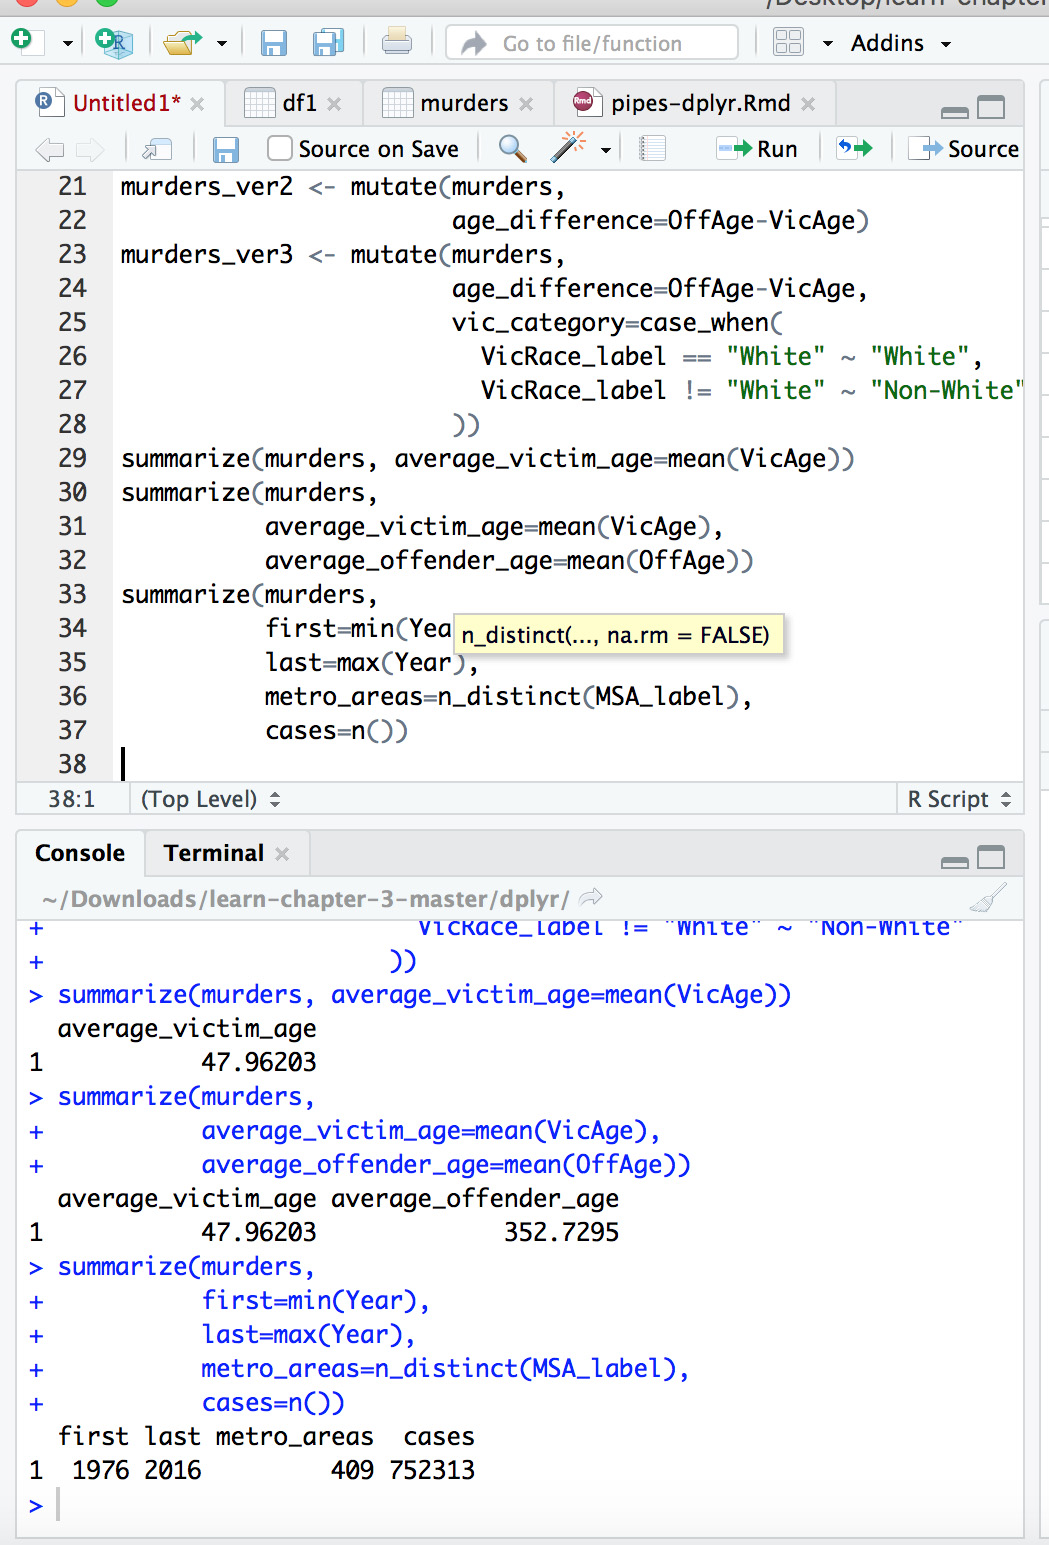 /Desktop/learn-chapter
Go to file/function
Addins
Untitled1*
df1
murders
pipes-dplyr.Rmd
Source on Save
Run
Source
21 murders_ver2 <- mutate(murders,
22 age_difference=OffAge-VicAge)
23 murders_ver3 <- mutate(murders,
24 age_difference=OffAge-VicAge,
25 vic_category=case_when(
26 VicRace_label == "White" ~ "White",
27 VicRace_label != "White" ~ "Non-White"
28 ))
29 summarize(murders, average_victim_age=mean(VicAge))
30 summarize(murders,
31 average_victim_age=mean(VicAge),
32 average_offender_age=mean(OffAge))
33 summarize(murders,
34 first=min(Yea
n_distinct(..., na.rm = FALSE)
35 last=max(Year),
36 metro_areas=n_distinct(MSA_label),
37 cases=n())
38
38:1
(Top Level)
R Script
Console
Terminal
~/Downloads/learn-chapter-3-master/dplyr/
+ VicRace_label != "White" ~ "Non-White"
+ ))
> summarize(murders, average_victim_age=mean(VicAge))
average_victim_age
1 47.96203
> summarize(murders,
+ average_victim_age=mean(VicAge),
+ average_offender_age=mean(OffAge))
average_victim_age average_offender_age
1 47.96203 352.7295
> summarize(murders,
+ first=min(Year),
+ last=max(Year),
+ metro_areas=n_distinct(MSA_label),
+ cases=n())
first last metro_areas cases
1 1976 2016 409 752313
>